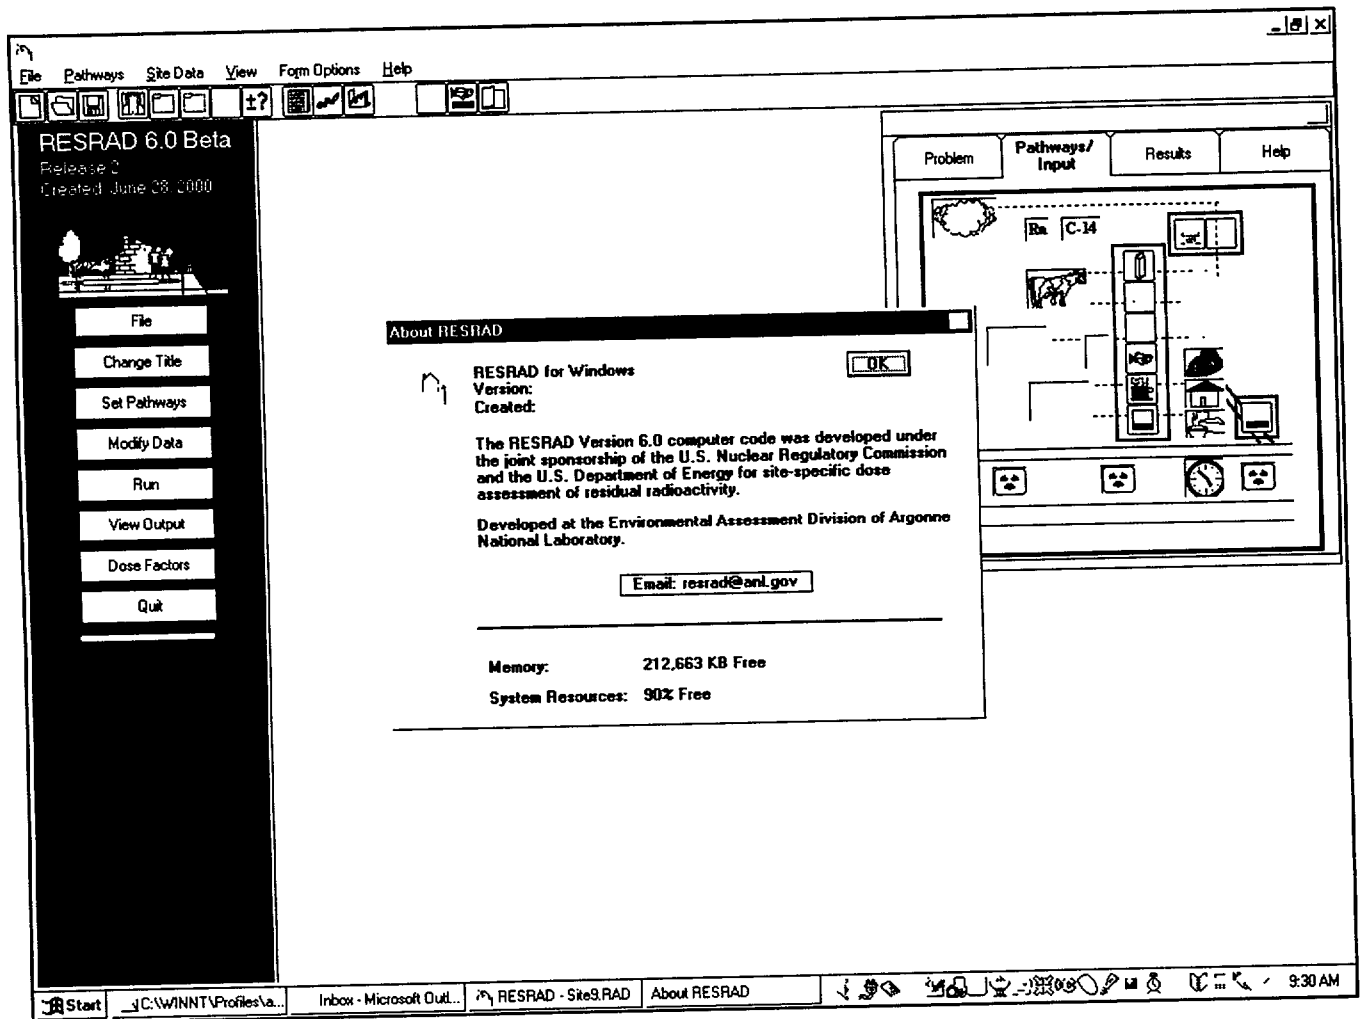 File Pathways Site Data View Form Options Help
±?
RESRAD 6.0 Beta
Release 2
Created: June 28, 2000
File
Change Title
Set Pathways
Modify Data
Run
View Output
Dose Factors
Quit
Problem
Pathways/
Input
Results
Help
Rn C-14
About RESRAD
OK
RESRAD for Windows
Version:
Created:
The RESRAD Version 6.0 computer code was developed under
the joint sponsorship of the U.S. Nuclear Regulatory Commission
and the U.S. Department of Energy for site-specific dose
assessment of residual radioactivity.
Developed at the Environmental Assessment Division of Argonne
National Laboratory.
Email: resrad@anl.gov
Memory: 212,663 KB Free
System Resources: 90% Free
Start C:\WINNT\Profiles\a... Inbox - Microsoft Outl... RESRAD - Site9.RAD About RESRAD 9:30 AM